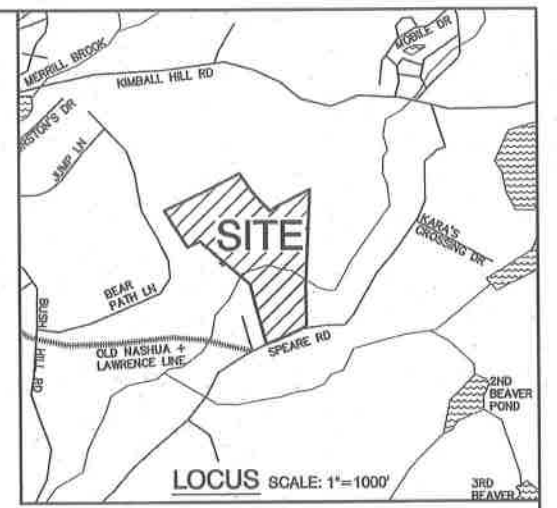 MERRILL BROOK
MOBILE DR
KIMBALL HILL RD
JUMP LN
SITE
KARA'S
CROSSING DR
BEAR
PATH LN
BUSH HILL RD
OLD NASHUA +
LAWRENCE LINE
SPEARE RD
2ND
BEAVER
POND
LOCUS SCALE: 1"=1000'
3RD
BEAVER